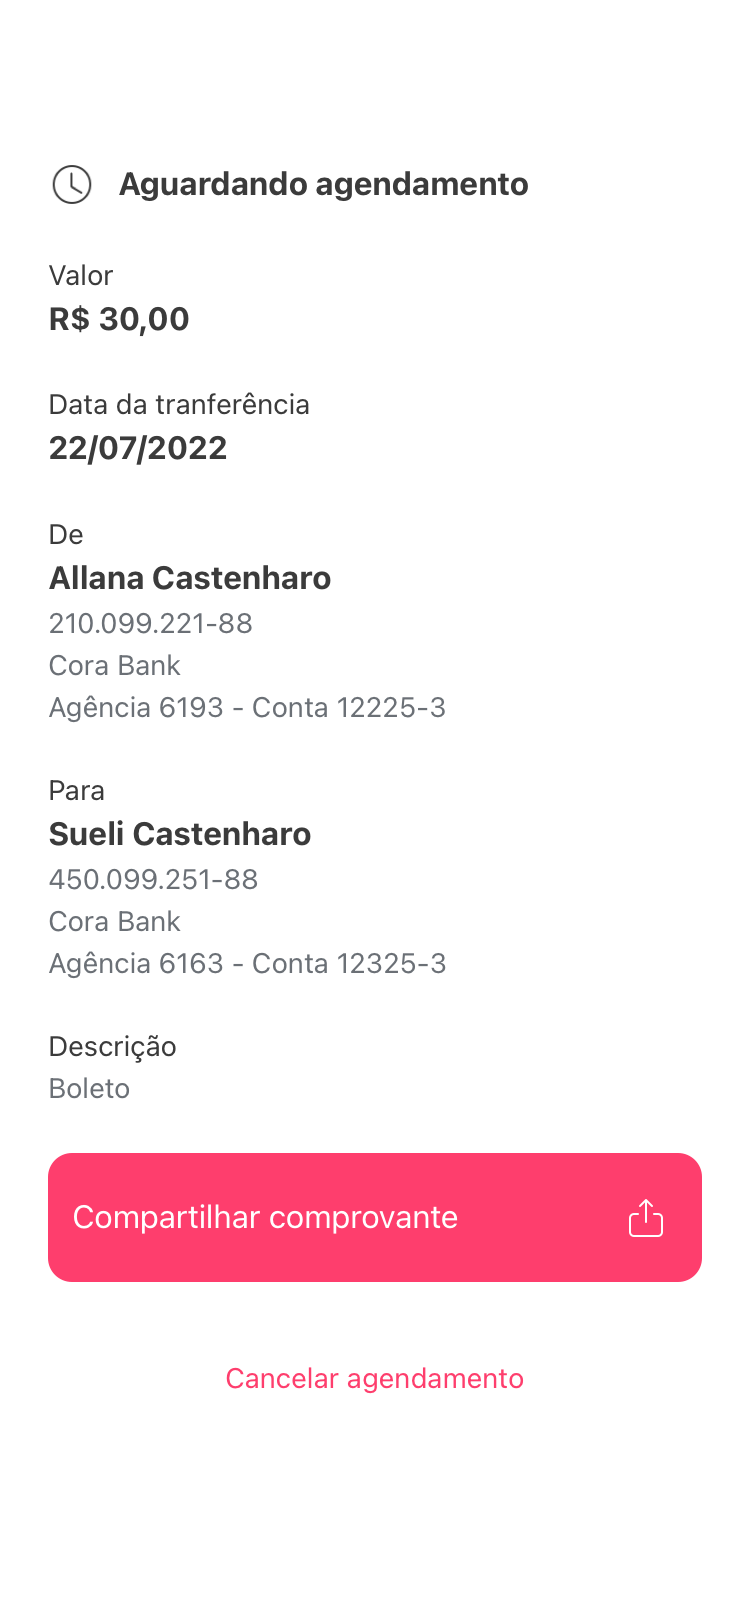 Aguardando agendamento
Valor
R$ 30,00
Data da tranferência
22/07/2022
De
Allana Castenharo
210.099.221-88
Cora Bank
Agência 6193 - Conta 12225-3
Para
Sueli Castenharo
450.099.251-88
Cora Bank
Agência 6163 - Conta 12325-3
Descrição
Boleto
Compartilhar comprovante
Cancelar agendamento